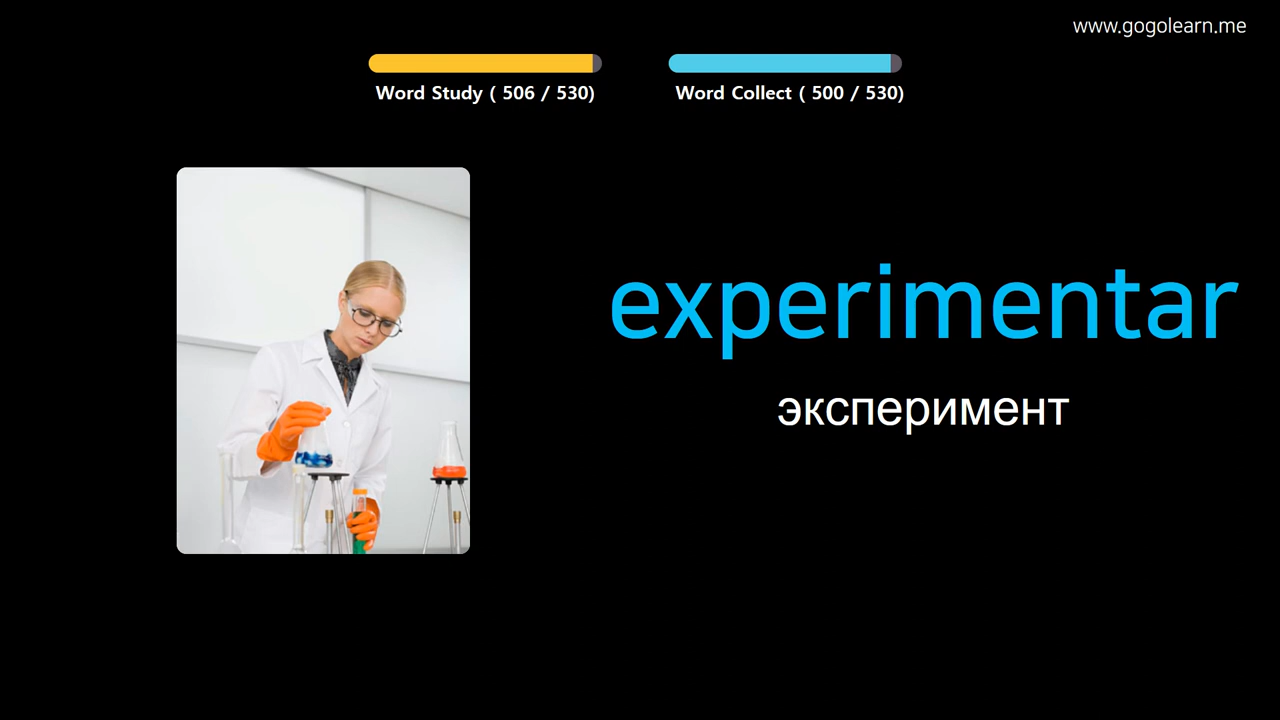 www.gogolearn.me
Word Study ( 506 / 530)
Word Collect ( 500 / 530)
experimentar
эксперимент